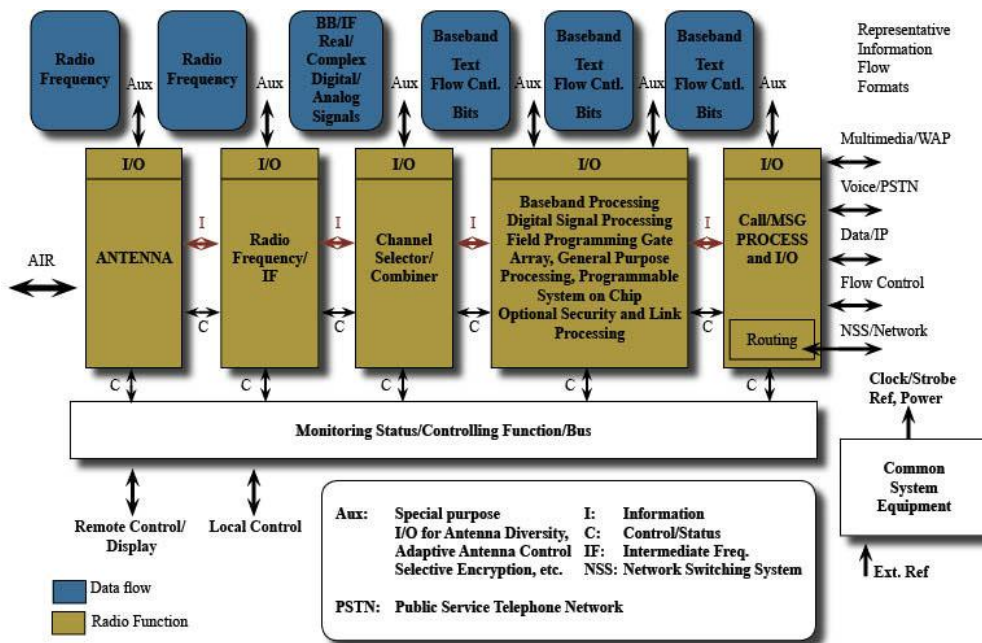 Radio
Frequency
Radio
Frequency
BB/IF
Real/
Complex
Digital/
Analog
Signals
Baseband
Text
Flow Cntl.
Bits
Baseband
Text
Flow Cntl.
Bits
Baseband
Text
Flow Cntl.
Bits
Representative
Information
Flow
Formats
Aux
Aux
Aux
Aux
Aux
Aux
I/O
I/O
I/O
I/O
I/O
AIR
ANTENNA
I
C
Radio
Frequency/
IF
I
C
Channel
Selector/
Combiner
I
C
Baseband Processing
Digital Signal Processing
Field Programming Gate
Array, General Purpose
Processing, Programmable
System on Chip
Optional Security and Link
Processing
I
C
Call/MSG
PROCESS
and I/O
Routing
Multimedia/WAP
Voice/PSTN
Data/IP
Flow Control
NSS/Network
C
C
C
C
C
Monitoring Status/Controlling Function/Bus
Clock/Strobe
Ref, Power
Common
System
Equipment
Ext. Ref
Remote Control/
Display
Local Control
Aux: Special purpose
I/O for Antenna Diversity,
Adaptive Antenna Control
Selective Encryption, etc.
I: Information
C: Control/Status
IF: Intermediate Freq.
NSS: Network Switching System
PSTN: Public Service Telephone Network
Data flow
Radio Function